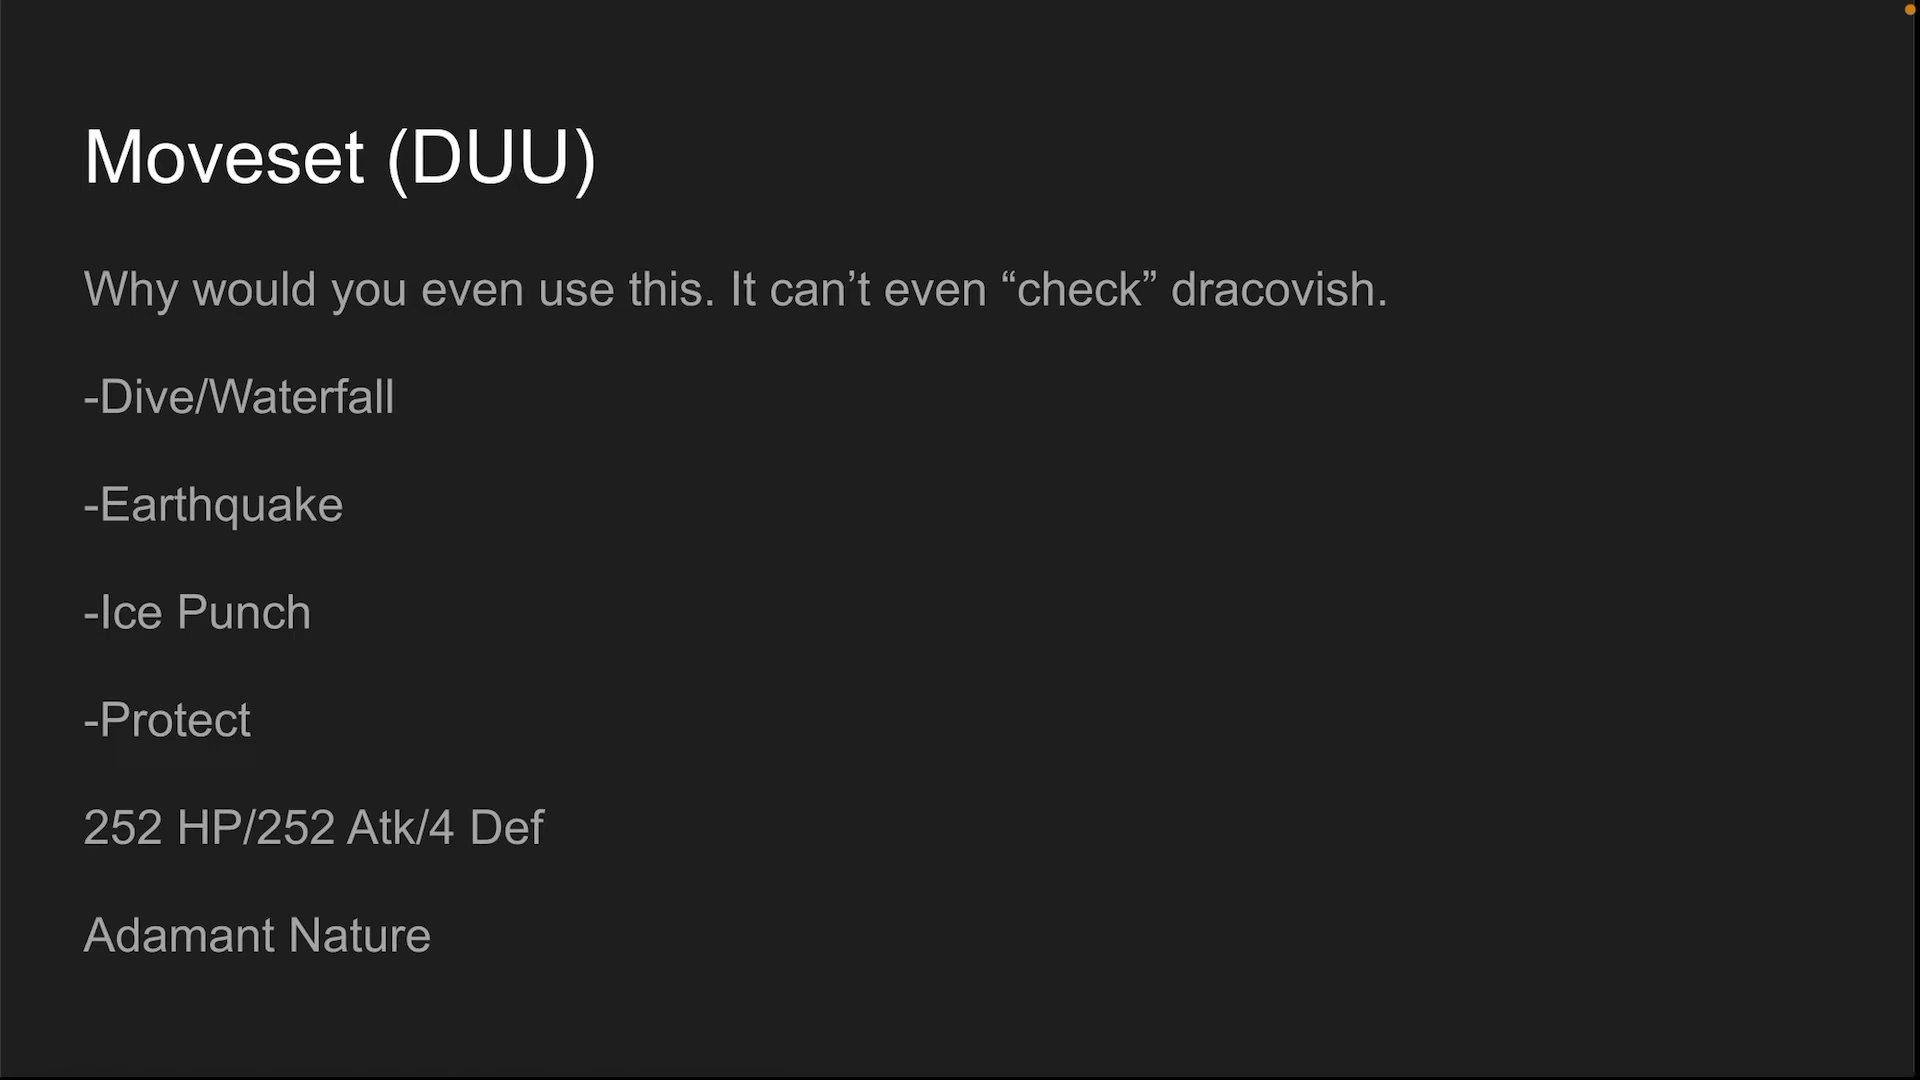 Moveset (DUU)
Why would you even use this. It can’t even “check” dracovish.
-Dive/Waterfall
-Earthquake
-Ice Punch
-Protect
252 HP/252 Atk/4 Def
Adamant Nature